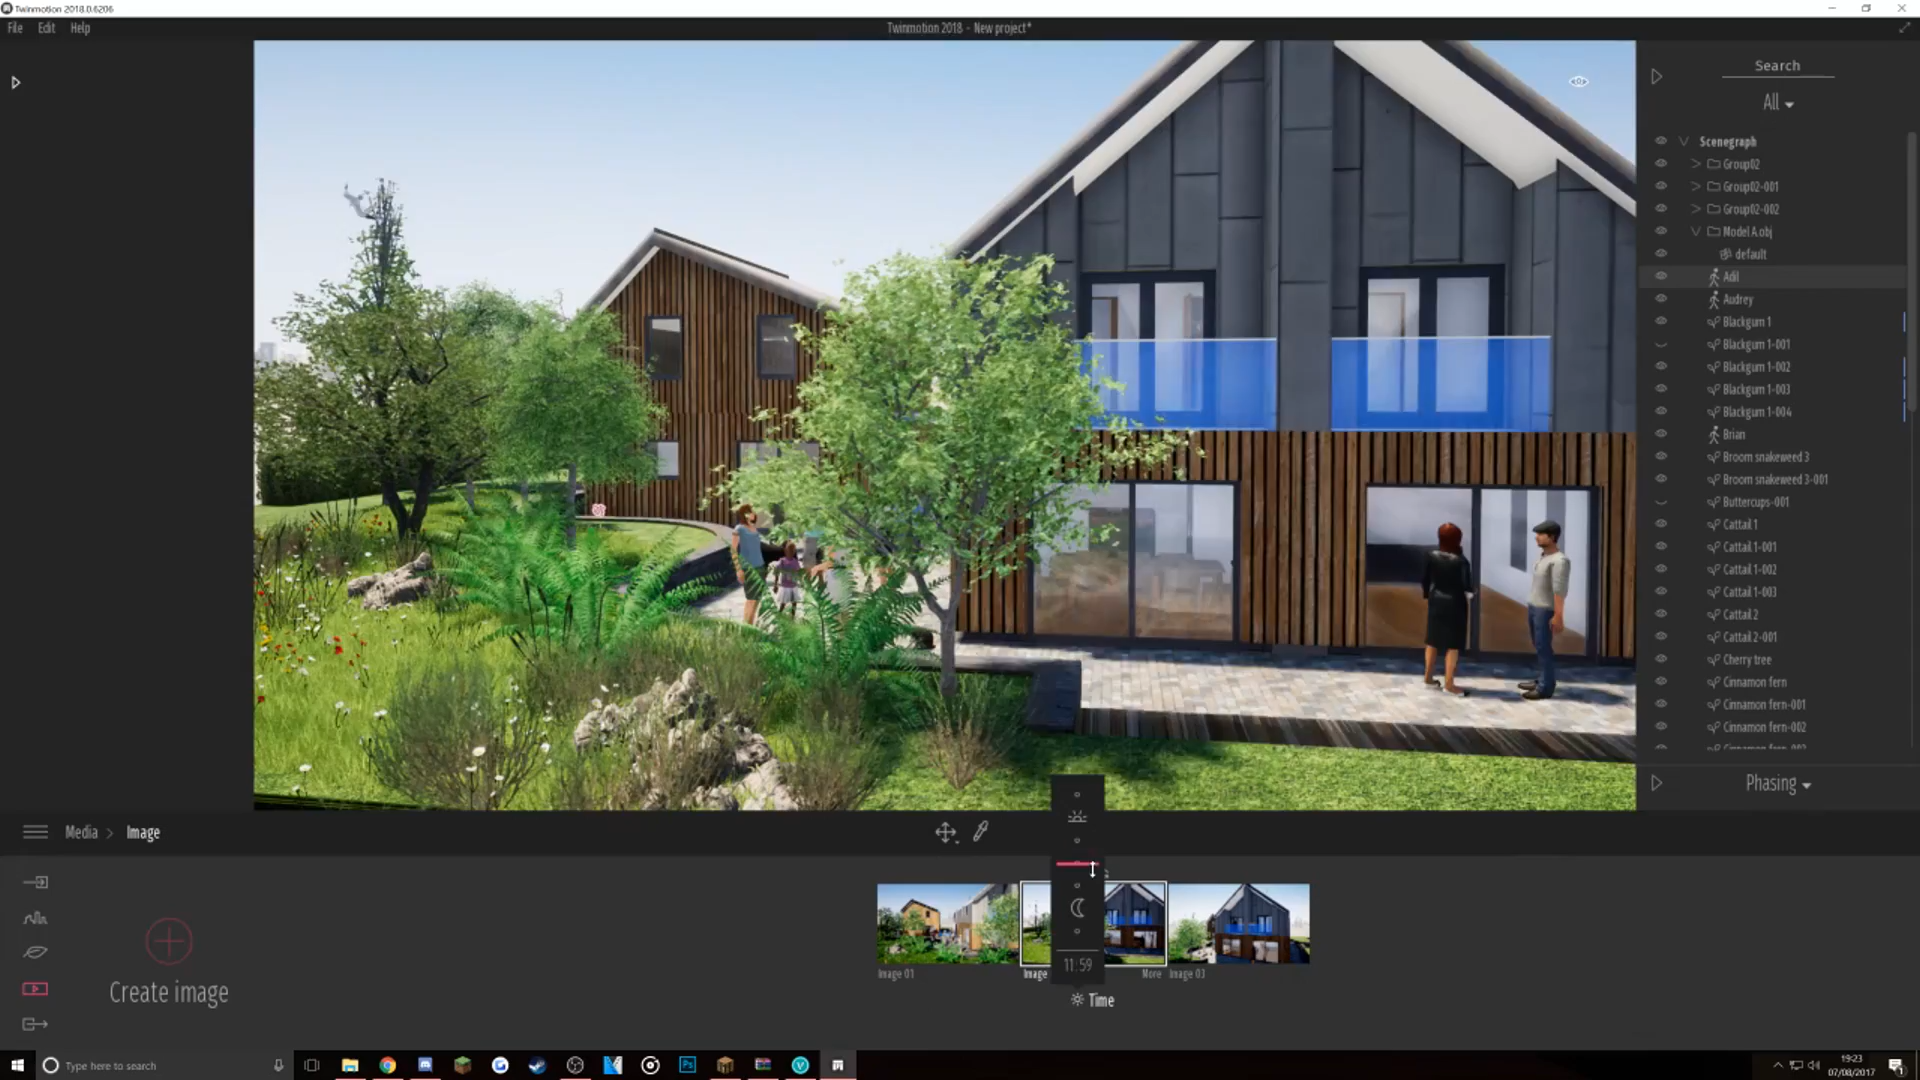 Twinmotion 2018.0.6206
File Edit Help
Twinmotion 2018 - New project*
Search
All
Scenegraph
Group02
Group02-001
Group02-002
Model A.obj
default
Adil
Audrey
Blackgum 1
Blackgum 1-001
Blackgum 1-002
Blackgum 1-003
Blackgum 1-004
Brian
Broom snakeweed 3
Broom snakeweed 3-001
Buttercups-001
Cattail 1
Cattail 1-001
Cattail 1-002
Cattail 1-003
Cattail 2
Cattail 2-001
Cherry tree
Cinnamon fern
Cinnamon fern-001
Cinnamon fern-002
Phasing
Media > Image
Create image
Image 01
Image
More
Image 03
11:59
Time
Type here to search
19:23
07/08/2017